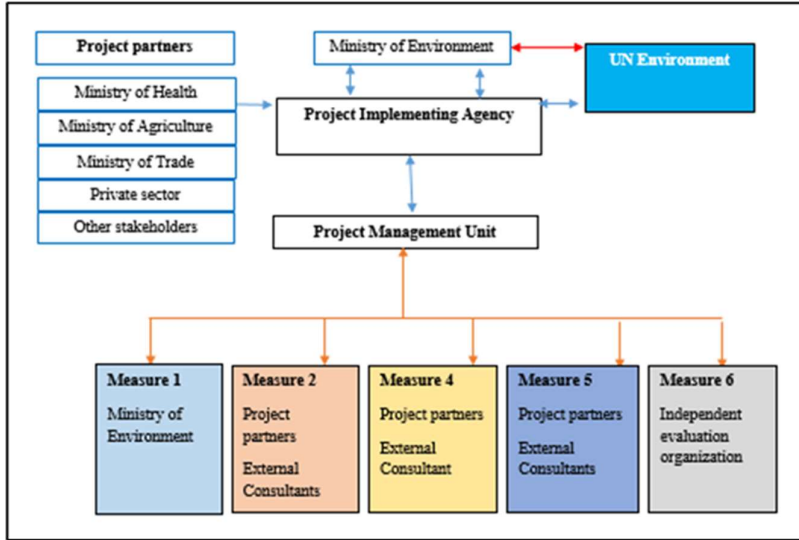 Project partners
Ministry of Health
Ministry of Agriculture
Ministry of Trade
Private sector
Other stakeholders
Ministry of Environment
UN Environment
Project Implementing Agency
Project Management Unit
Measure 1
Ministry of
Environment
Measure 2
Project
partners
External
Consultants
Measure 4
Project partners
External
Consultant
Measure 5
Project partners
External
Consultants
Measure 6
Independent
evaluation
organization